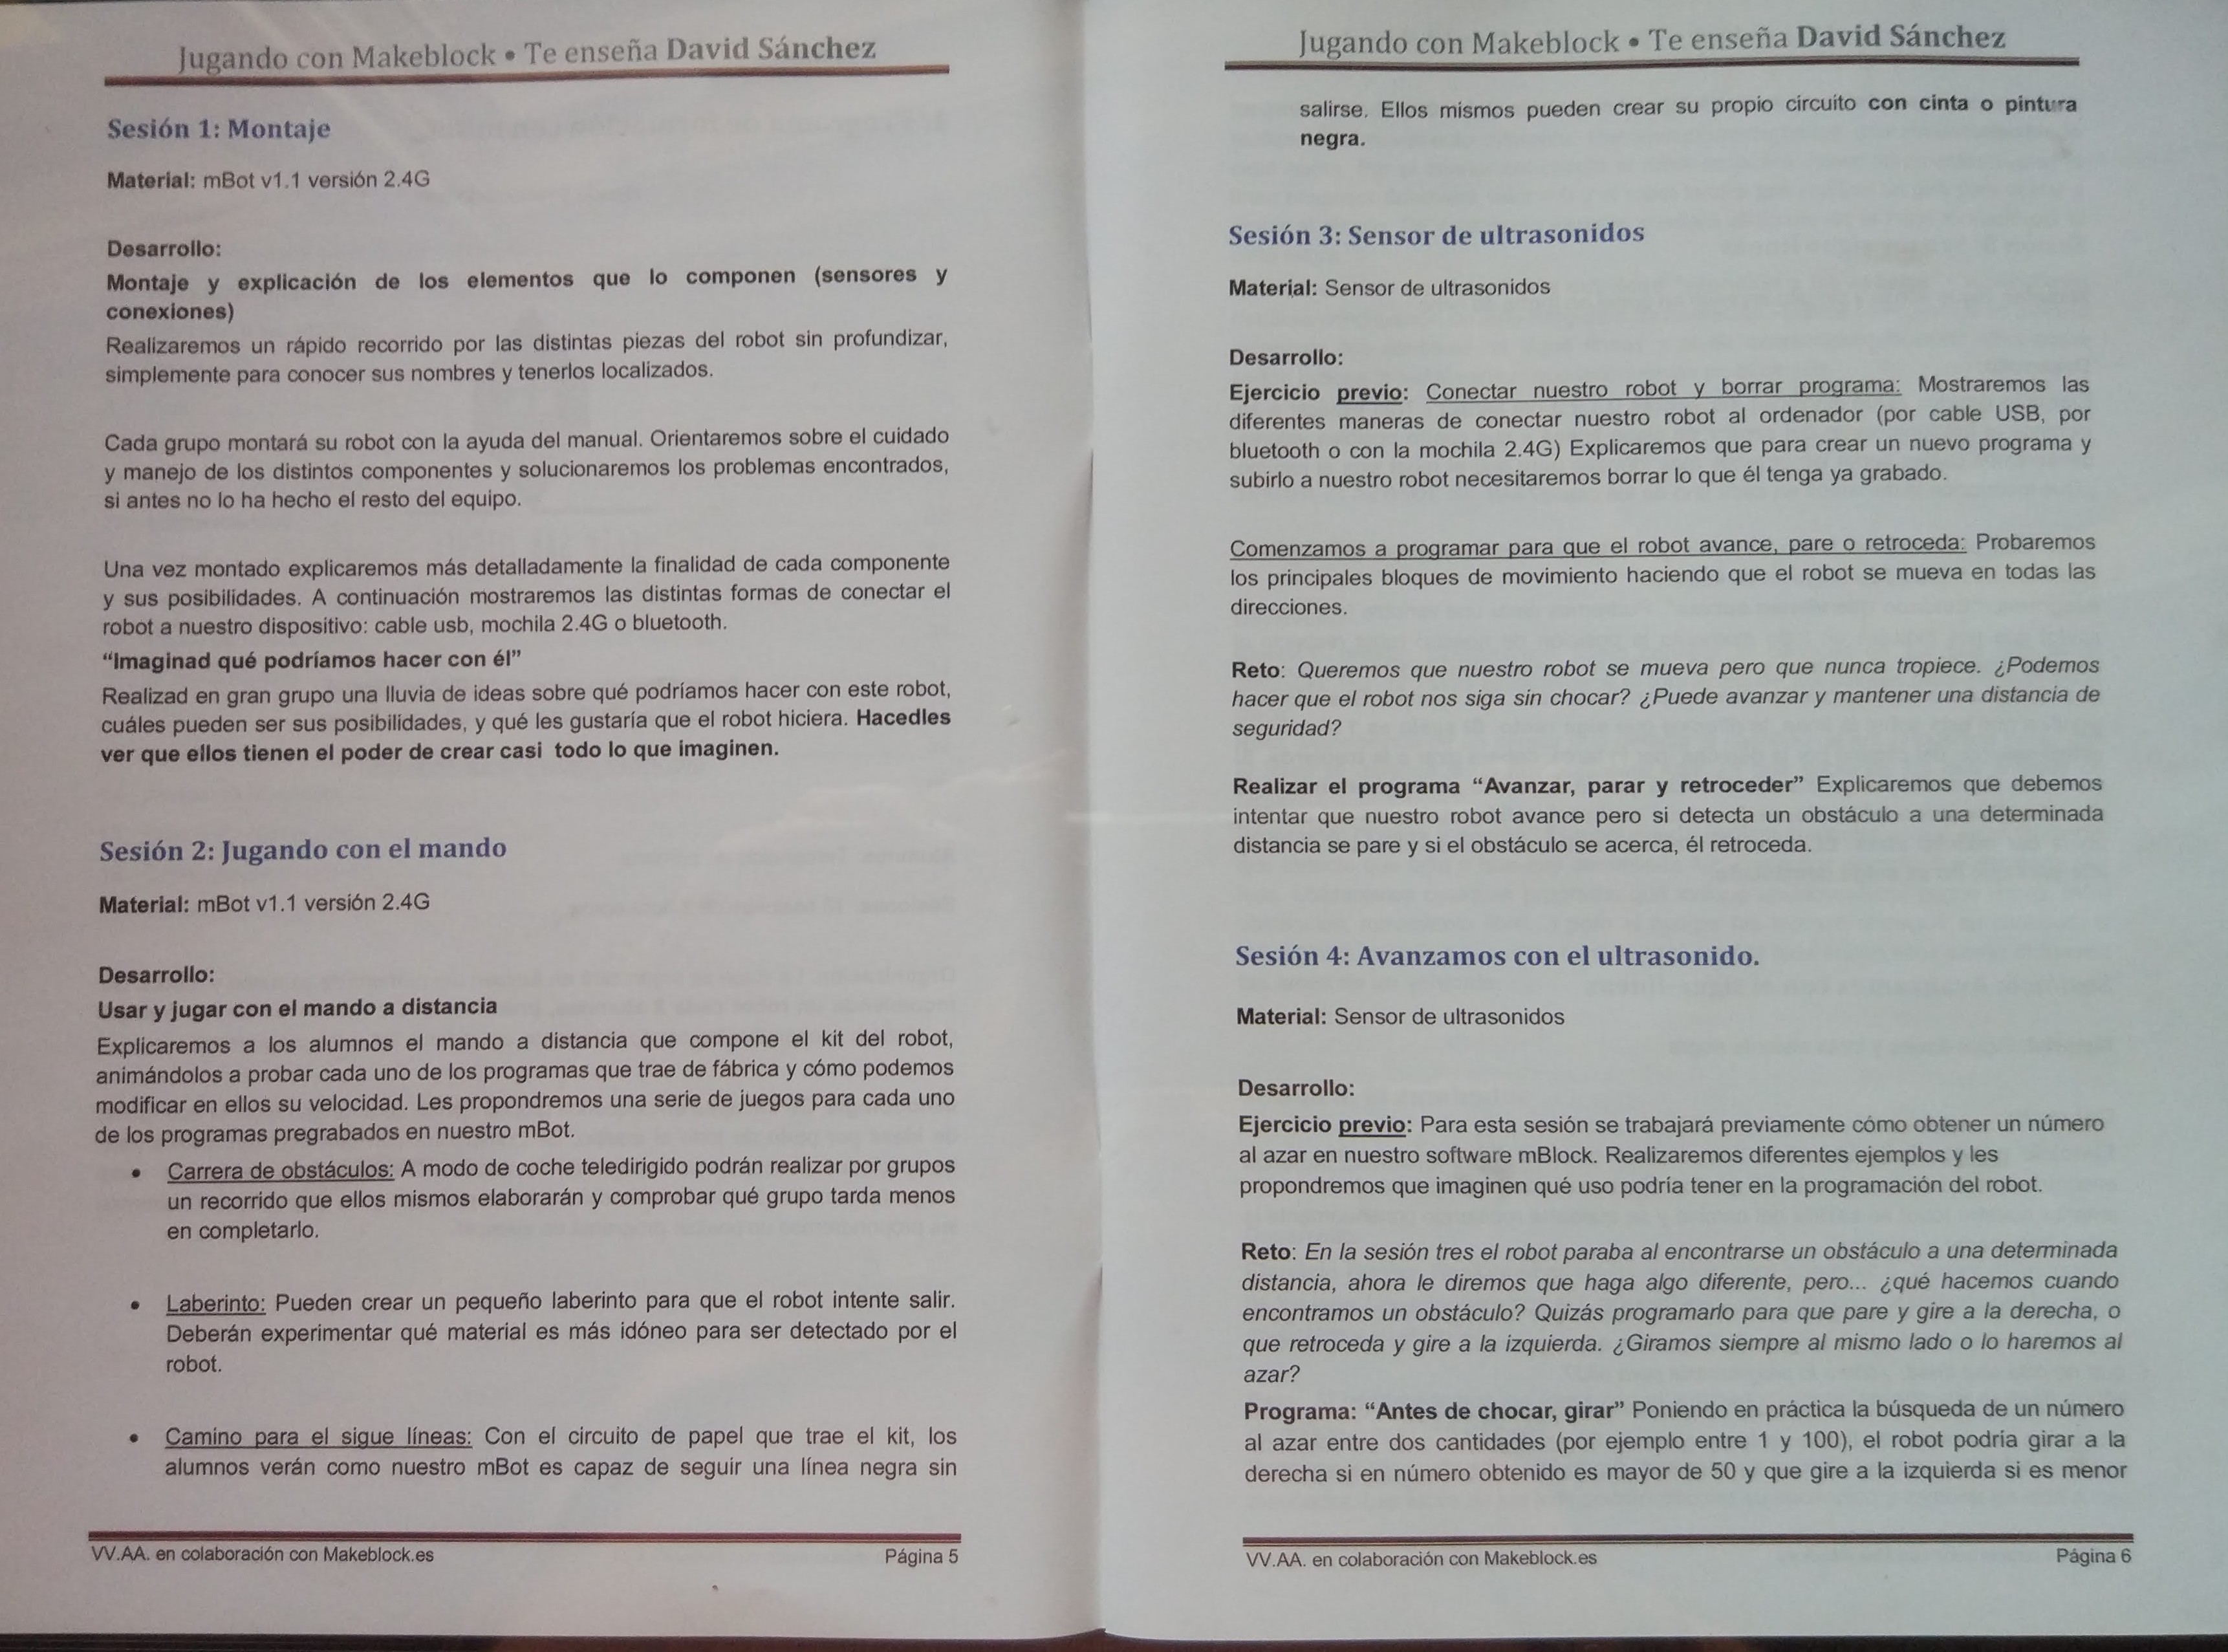 Jugando con Makeblock • Te enseña David Sánchez
Sesión 1: Montaje
Material: mBot v1.1 versión 2.4G
Desarrollo:
Montaje y explicación de los elementos que lo componen (sensores y
conexiones)
Realizaremos un rápido recorrido por las distintas piezas del robot sin profundizar,
simplemente para conocer sus nombres y tenerlos localizados.
Cada grupo montará su robot con la ayuda del manual. Orientaremos sobre el cuidado
y manejo de los distintos componentes y solucionaremos los problemas encontrados,
si antes no lo ha hecho el resto del equipo.
Una vez montado explicaremos más detalladamente la finalidad de cada componente
y sus posibilidades. A continuación mostraremos las distintas formas de conectar el
robot a nuestro dispositivo: cable usb, mochila 2.4G o bluetooth.
“Imaginad qué podríamos hacer con él”
Realizad en gran grupo una lluvia de ideas sobre qué podríamos hacer con este robot,
cuáles pueden ser sus posibilidades, y qué les gustaría que el robot hiciera. Hacedles
ver que ellos tienen el poder de crear casi todo lo que imaginen.
Sesión 2: Jugando con el mando
Material: mBot v1.1 versión 2.4G
Desarrollo:
Usar y jugar con el mando a distancia
Explicaremos a los alumnos el mando a distancia que compone el kit del robot,
animándolos a probar cada uno de los programas que trae de fábrica y cómo podemos
modificar en ellos su velocidad. Les propondremos una serie de juegos para cada uno
de los programas pregrabados en nuestro mBot.
• Carrera de obstáculos: A modo de coche teledirigido podrán realizar por grupos
un recorrido que ellos mismos elaborarán y comprobar qué grupo tarda menos
en completarlo.
• Laberinto: Pueden crear un pequeño laberinto para que el robot intente salir.
Deberán experimentar qué material es más idóneo para ser detectado por el
robot.
• Camino para el sigue líneas: Con el circuito de papel que trae el kit, los
alumnos verán como nuestro mBot es capaz de seguir una línea negra sin
VV.AA. en colaboración con Makeblock.es Página 5
Jugando con Makeblock • Te enseña David Sánchez
salirse. Ellos mismos pueden crear su propio circuito con cinta o pintura
negra.
Sesión 3: Sensor de ultrasonidos
Material: Sensor de ultrasonidos
Desarrollo:
Ejercicio previo: Conectar nuestro robot y borrar programa: Mostraremos las
diferentes maneras de conectar nuestro robot al ordenador (por cable USB, por
bluetooth o con la mochila 2.4G) Explicaremos que para crear un nuevo programa y
subirlo a nuestro robot necesitaremos borrar lo que él tenga ya grabado.
Comenzamos a programar para que el robot avance, pare o retroceda: Probaremos
los principales bloques de movimiento haciendo que el robot se mueva en todas las
direcciones.
Reto: Queremos que nuestro robot se mueva pero que nunca tropiece. ¿Podemos
hacer que el robot nos siga sin chocar? ¿Puede avanzar y mantener una distancia de
seguridad?
Realizar el programa “Avanzar, parar y retroceder” Explicaremos que debemos
intentar que nuestro robot avance pero si detecta un obstáculo a una determinada
distancia se pare y si el obstáculo se acerca, él retroceda.
Sesión 4: Avanzamos con el ultrasonido.
Material: Sensor de ultrasonidos
Desarrollo:
Ejercicio previo: Para esta sesión se trabajará previamente cómo obtener un número
al azar en nuestro software mBlock. Realizaremos diferentes ejemplos y les
propondremos que imaginen qué uso podría tener en la programación del robot.
Reto: En la sesión tres el robot paraba al encontrarse un obstáculo a una determinada
distancia, ahora le diremos que haga algo diferente, pero... ¿qué hacemos cuando
encontramos un obstáculo? Quizás programarlo para que pare y gire a la derecha, o
que retroceda y gire a la izquierda. ¿Giramos siempre al mismo lado o lo haremos al
azar?
Programa: “Antes de chocar, girar” Poniendo en práctica la búsqueda de un número
al azar entre dos cantidades (por ejemplo entre 1 y 100), el robot podría girar a la
derecha si en número obtenido es mayor de 50 y que gire a la izquierda si es menor
VV.AA. en colaboración con Makeblock.es Página 6